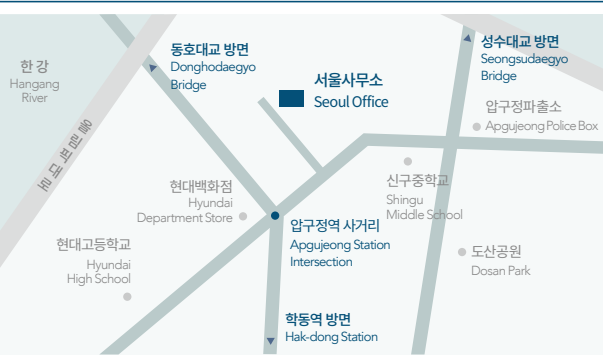 한 강
Hangang
River
올림픽대로
동호대교 방면
Donghodaegyo
Bridge
서울사무소
Seoul Office
성수대교 방면
Seongsudaegyo
Bridge
압구정파출소
Apgujeong Police Box
현대백화점
Hyundai
Department Store
신구중학교
Shingu
Middle School
현대고등학교
Hyundai
High School
압구정역 사거리
Apgujeong Station
Intersection
도산공원
Dosan Park
학동역 방면
Hak-dong Station